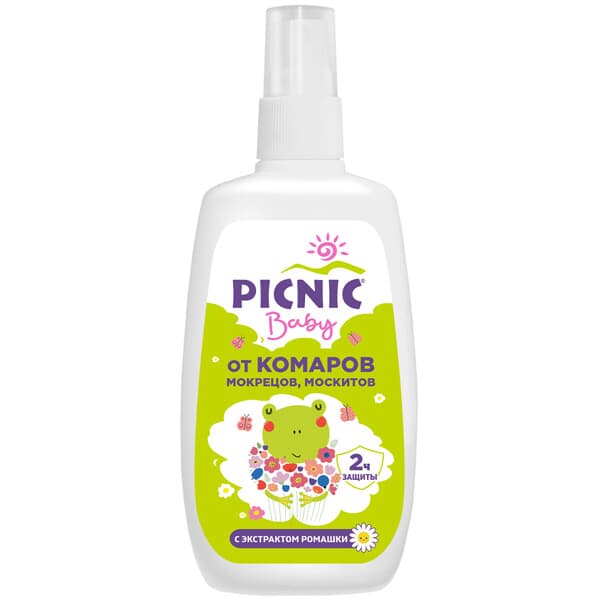 PICNIC®
Baby
ОТ КОМАРОВ
МОКРЕЦОВ, МОСКИТОВ
2ч
ЗАЩИТЫ
С ЭКСТРАКТОМ РОМАШКИ